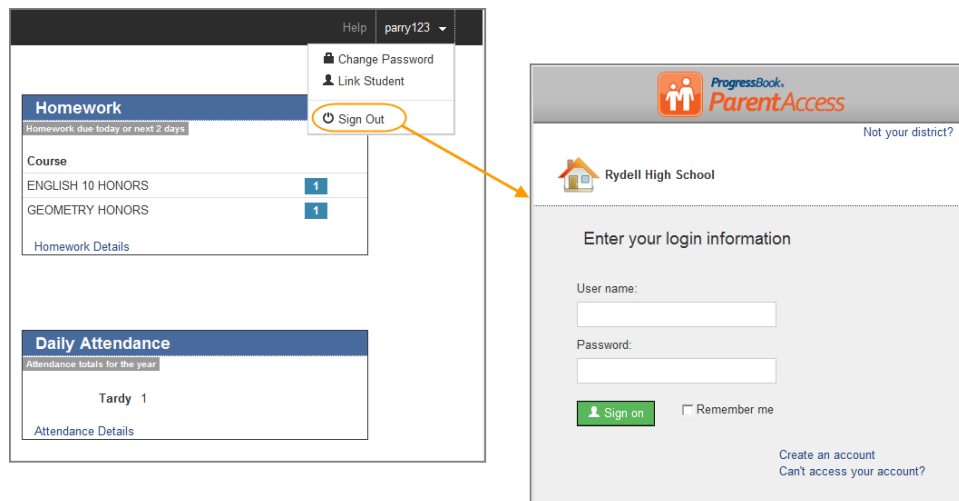 Help parry123
Change Password
Link Student
Sign Out
Homework
Homework due today or next 2 days
Course
ENGLISH 10 HONORS 1
GEOMETRY HONORS 1
Homework Details
Daily Attendance
Attendance totals for the year
Tardy 1
Attendance Details
ProgressBook.
ParentAccess
Not your district?
Rydell High School
Enter your login information
User name:
Password:
Sign on
Remember me
Create an account
Can't access your account?